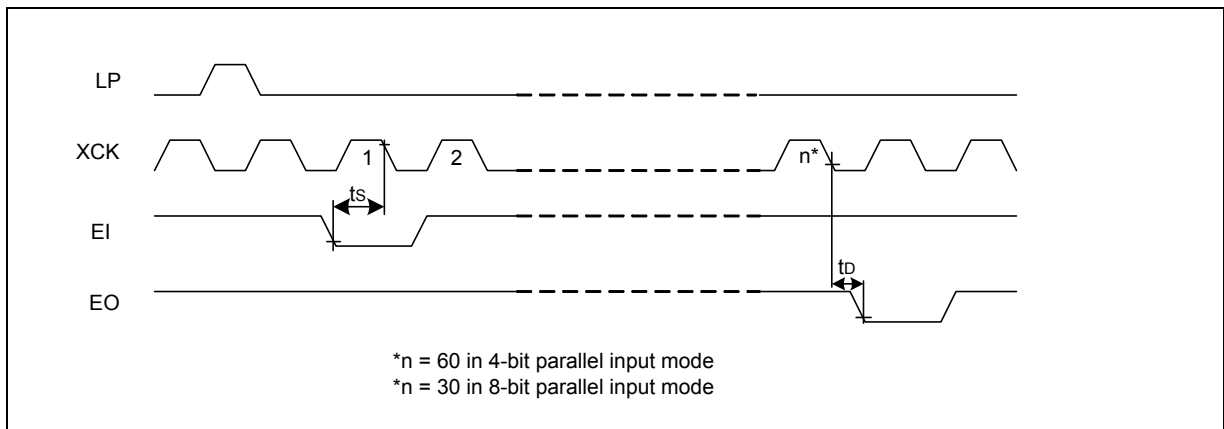 LP
XCK
1
2
n*
ts
EI
tD
EO
*n = 60 in 4-bit parallel input mode
*n = 30 in 8-bit parallel input mode